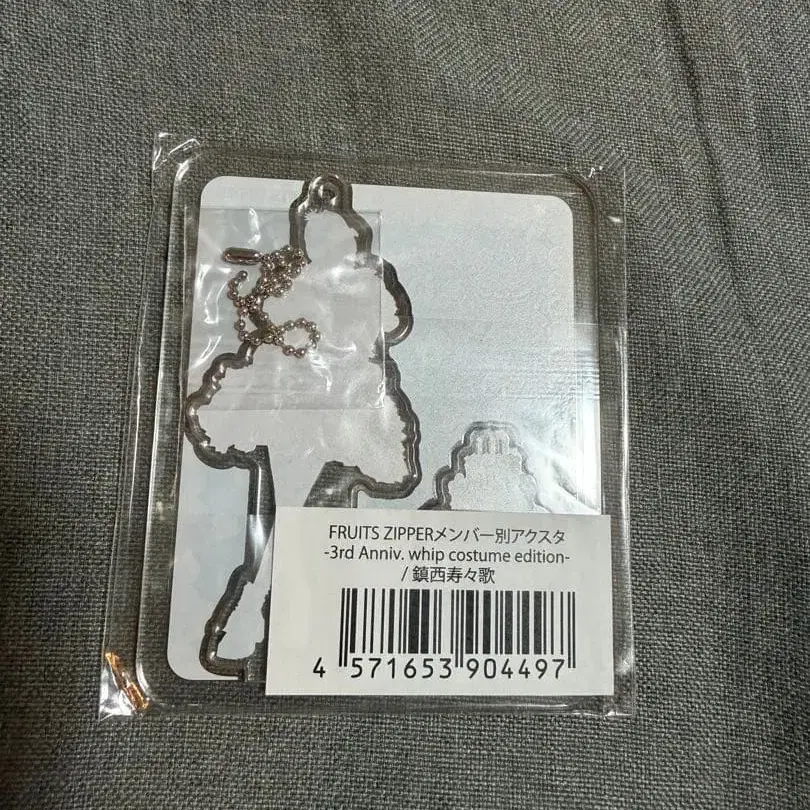 FRUITS ZIPPERメンバー別アクスタ
-3rd Anniv. whip costume edition-
/ 鎮西寿々歌
4 571653 904497